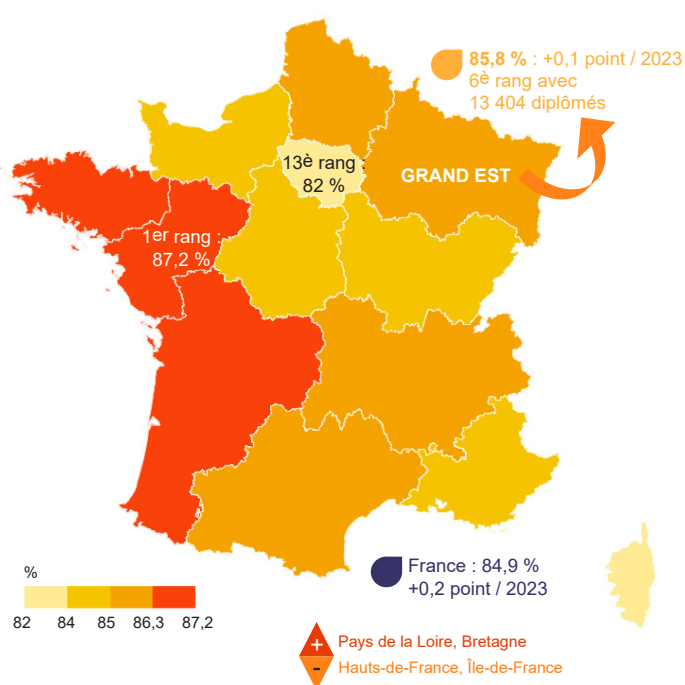 85,8 % : +0,1 point / 2023
6è rang avec
13 404 diplômés
13è rang :
82 %
GRAND EST
1er rang :
87,2 %
France : 84,9 %
+0,2 point / 2023
%
82 84 85 86,3 87,2
+ Pays de la Loire, Bretagne
- Hauts-de-France, Île-de-France